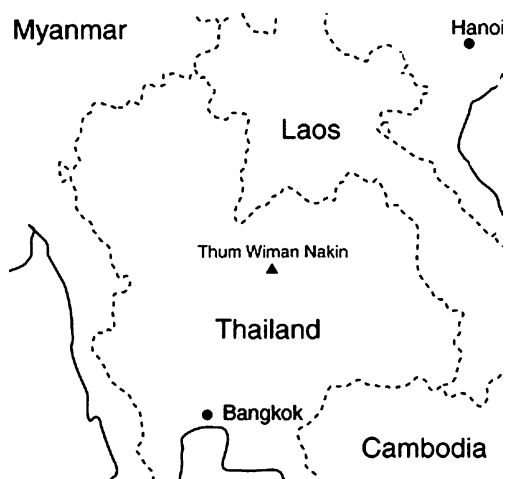 Myanmar
Hanoi
Laos
Thum Wiman Nakin
Thailand
Bangkok
Cambodia